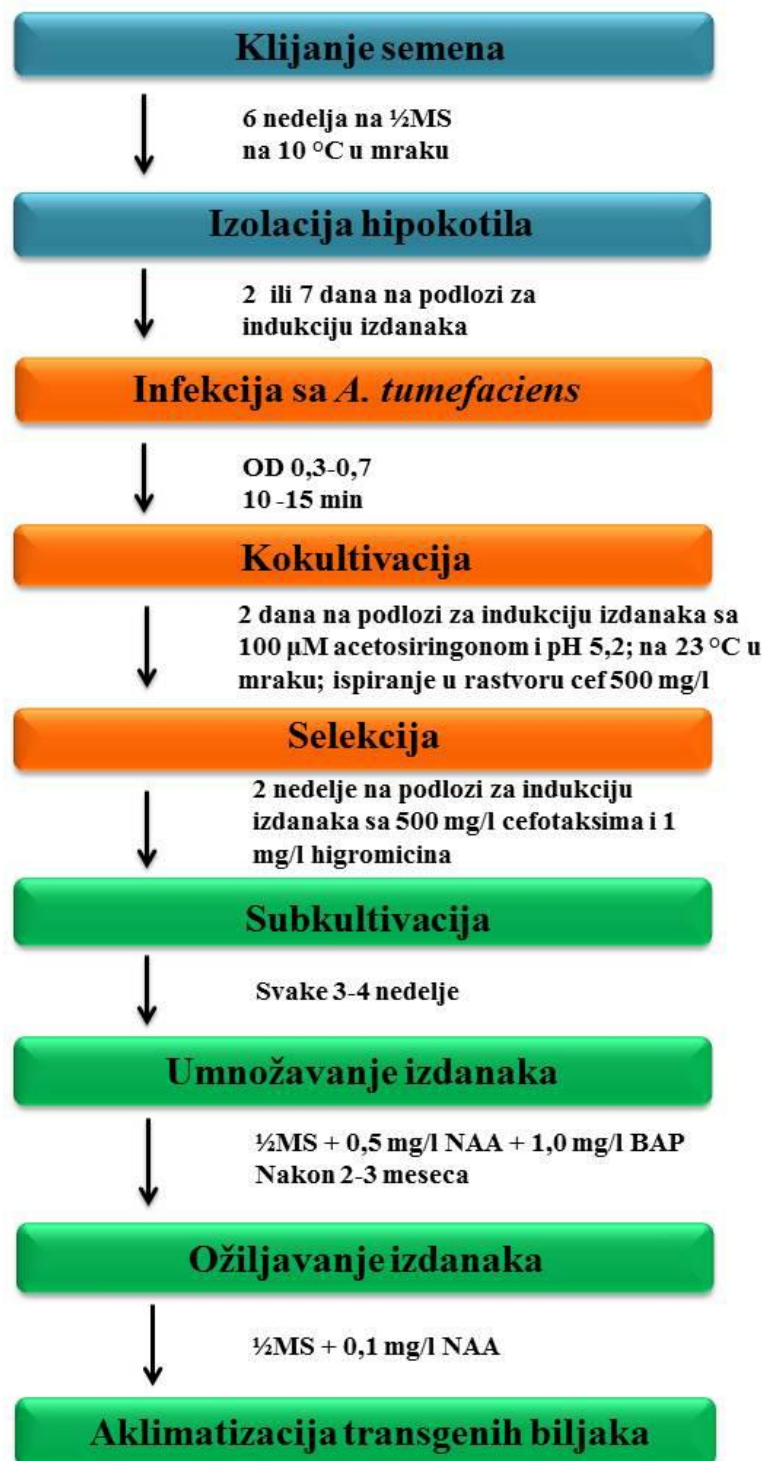 Klijanje semena
6 nedelja na ½MS
na 10 °C u mraku
Izolacija hipokotila
2 ili 7 dana na podlozi za
indukciju izdanaka
Infekcija sa A. tumefaciens
OD 0,3-0,7
10 -15 min
Kokultivacija
2 dana na podlozi za indukciju izdanaka sa
100 µM acetosiringonom i pH 5,2; na 23 °C u
mraku; ispiranje u rastvoru cef 500 mg/l
Selekcija
2 nedelje na podlozi za indukciju
izdanaka sa 500 mg/l cefotaksima i 1
mg/l higromicina
Subkultivacija
Svake 3-4 nedelje
Umnožavanje izdanaka
½MS + 0,5 mg/l NAA + 1,0 mg/l BAP
Nakon 2-3 meseca
Ožiljavanje izdanaka
½MS + 0,1 mg/l NAA
Aklimatizacija transgenih biljaka